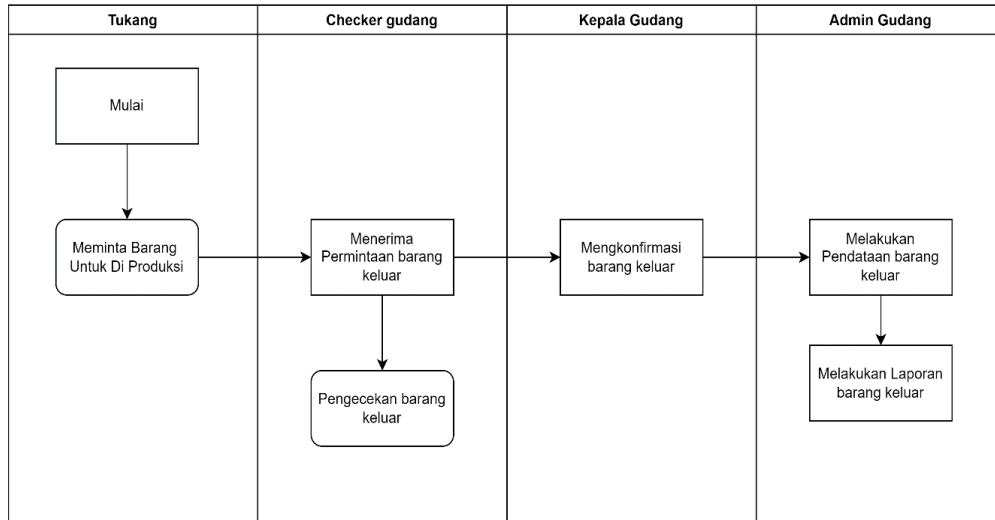 Tukang
Checker gudang
Kepala Gudang
Admin Gudang
Mulai
Meminta Barang
Untuk Di Produksi
Menerima
Permintaan barang
keluar
Mengkonfirmasi
barang keluar
Melakukan
Pendataan barang
keluar
Pengecekan barang
keluar
Melakukan Laporan
barang keluar